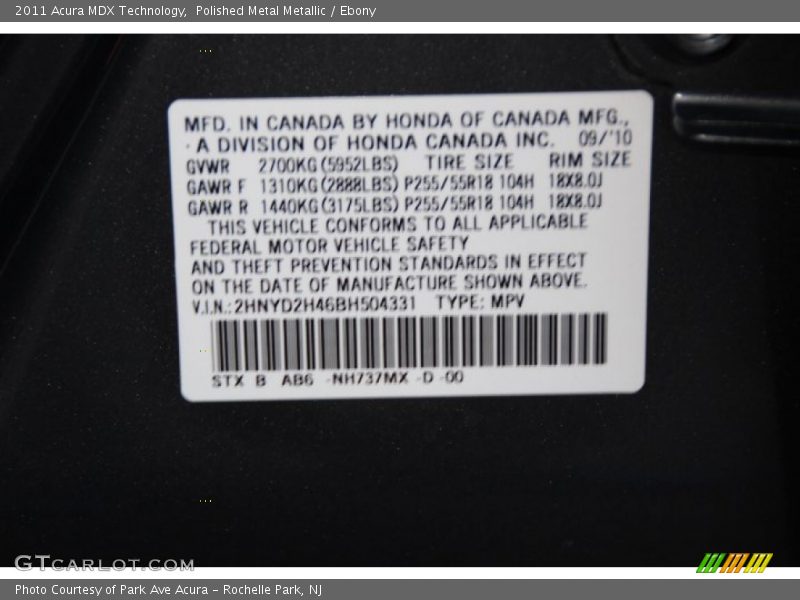 2011 Acura MDX Technology,  Polished Metal Metallic / Ebony
MFD. IN CANADA BY HONDA OF CANADA MFG.,
· A DIVISION OF HONDA CANADA INC.  09/'10
GVWR  2700KG(5952LBS)  TIRE SIZE  RIM SIZE
GAWR F  1310KG(2888LBS) P255/55R18 104H  18X8.0J
GAWR R  1440KG(3175LBS) P255/55R18 104H  18X8.0J
THIS VEHICLE CONFORMS TO ALL APPLICABLE
FEDERAL MOTOR VEHICLE SAFETY
AND THEFT PREVENTION STANDARDS IN EFFECT
ON THE DATE OF MANUFACTURE SHOWN ABOVE.
V.I.N.:2HNYD2H46BH504331  TYPE: MPV
STX  B  AB6  -NH737MX  -D -00
GTCARLOT.COM
Photo Courtesy of Park Ave Acura – Rochelle Park, NJ